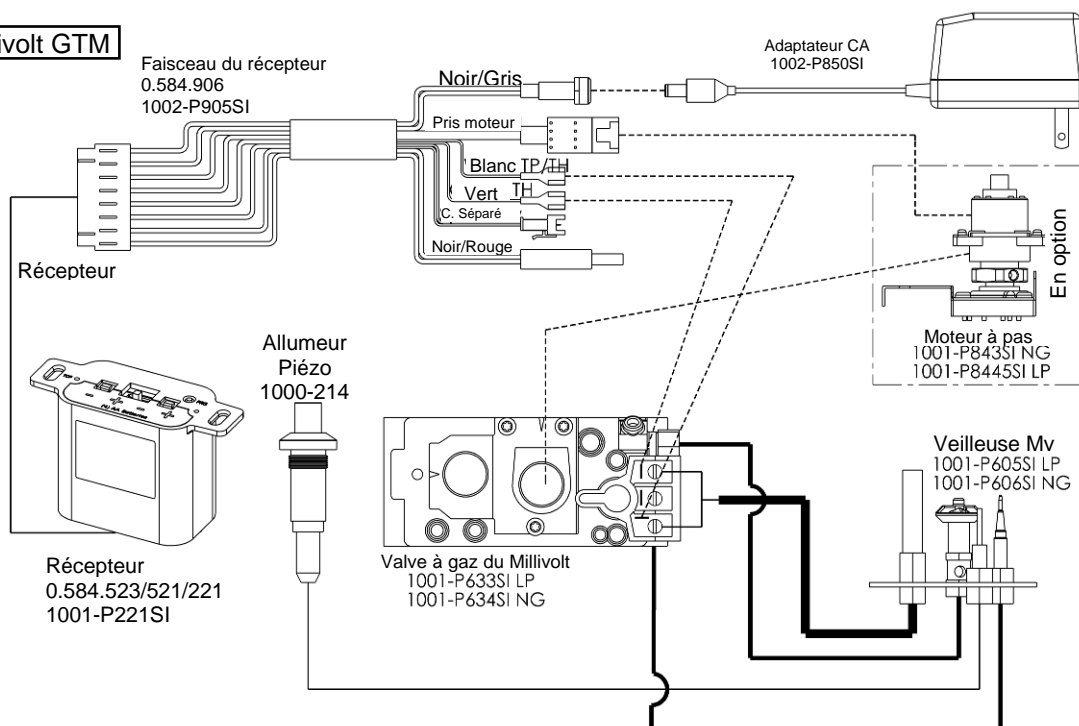 ivolt GTM
Faisceau du récepteur
0.584.906
1002-P905SI
Noir/Gris
Pris moteur
Blanc TP/TH
Vert TH
C. Séparé
Noir/Rouge
Adaptateur CA
1002-P850SI
Récepteur
En option
Moteur à pas
1001-P843SI NG
1001-P8445SI LP
Allumeur
Piézo
1000-214
Récepteur
0.584.523/521/221
1001-P221SI
Valve à gaz du Millivolt
1001-P633SI LP
1001-P634SI NG
Veilleuse Mv
1001-P605SI LP
1001-P606SI NG